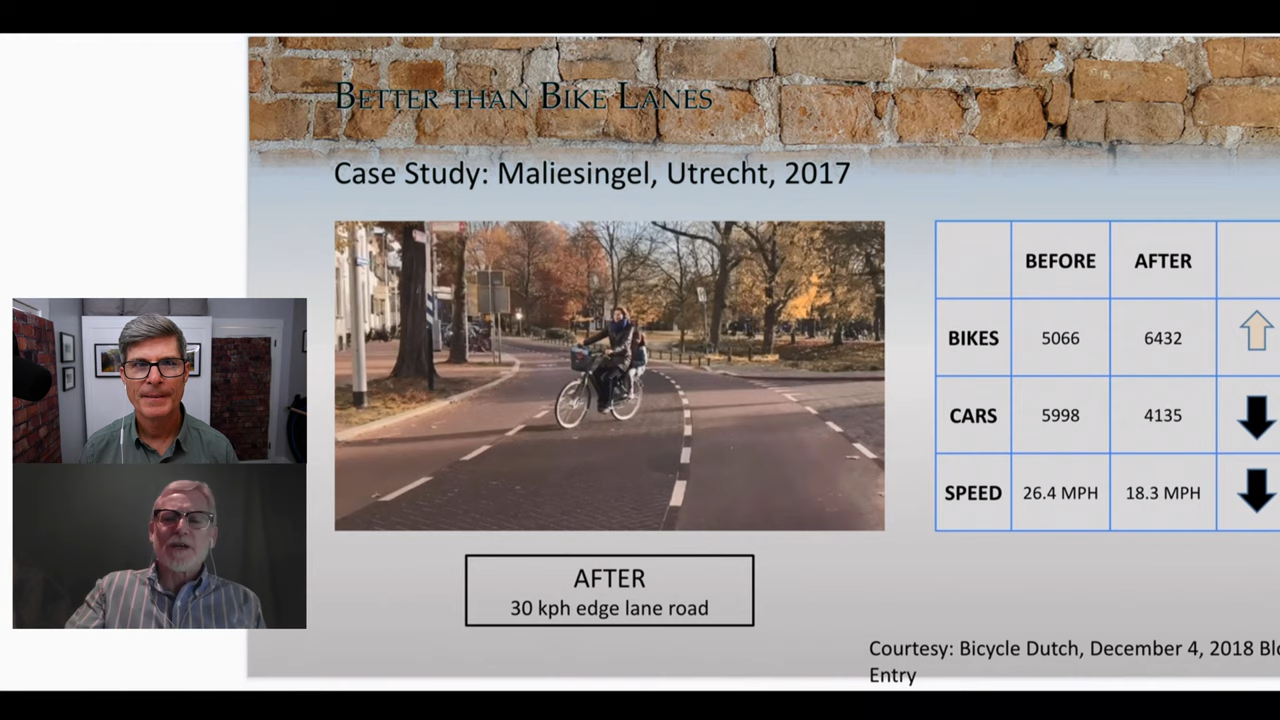 BETTER THAN BIKE LANES
Case Study: Maliesingel, Utrecht, 2017
BEFORE AFTER
BIKES 5066 6432
CARS 5998 4135
SPEED 26.4 MPH 18.3 MPH
AFTER
30 kph edge lane road
Courtesy: Bicycle Dutch, December 4, 2018
Entry